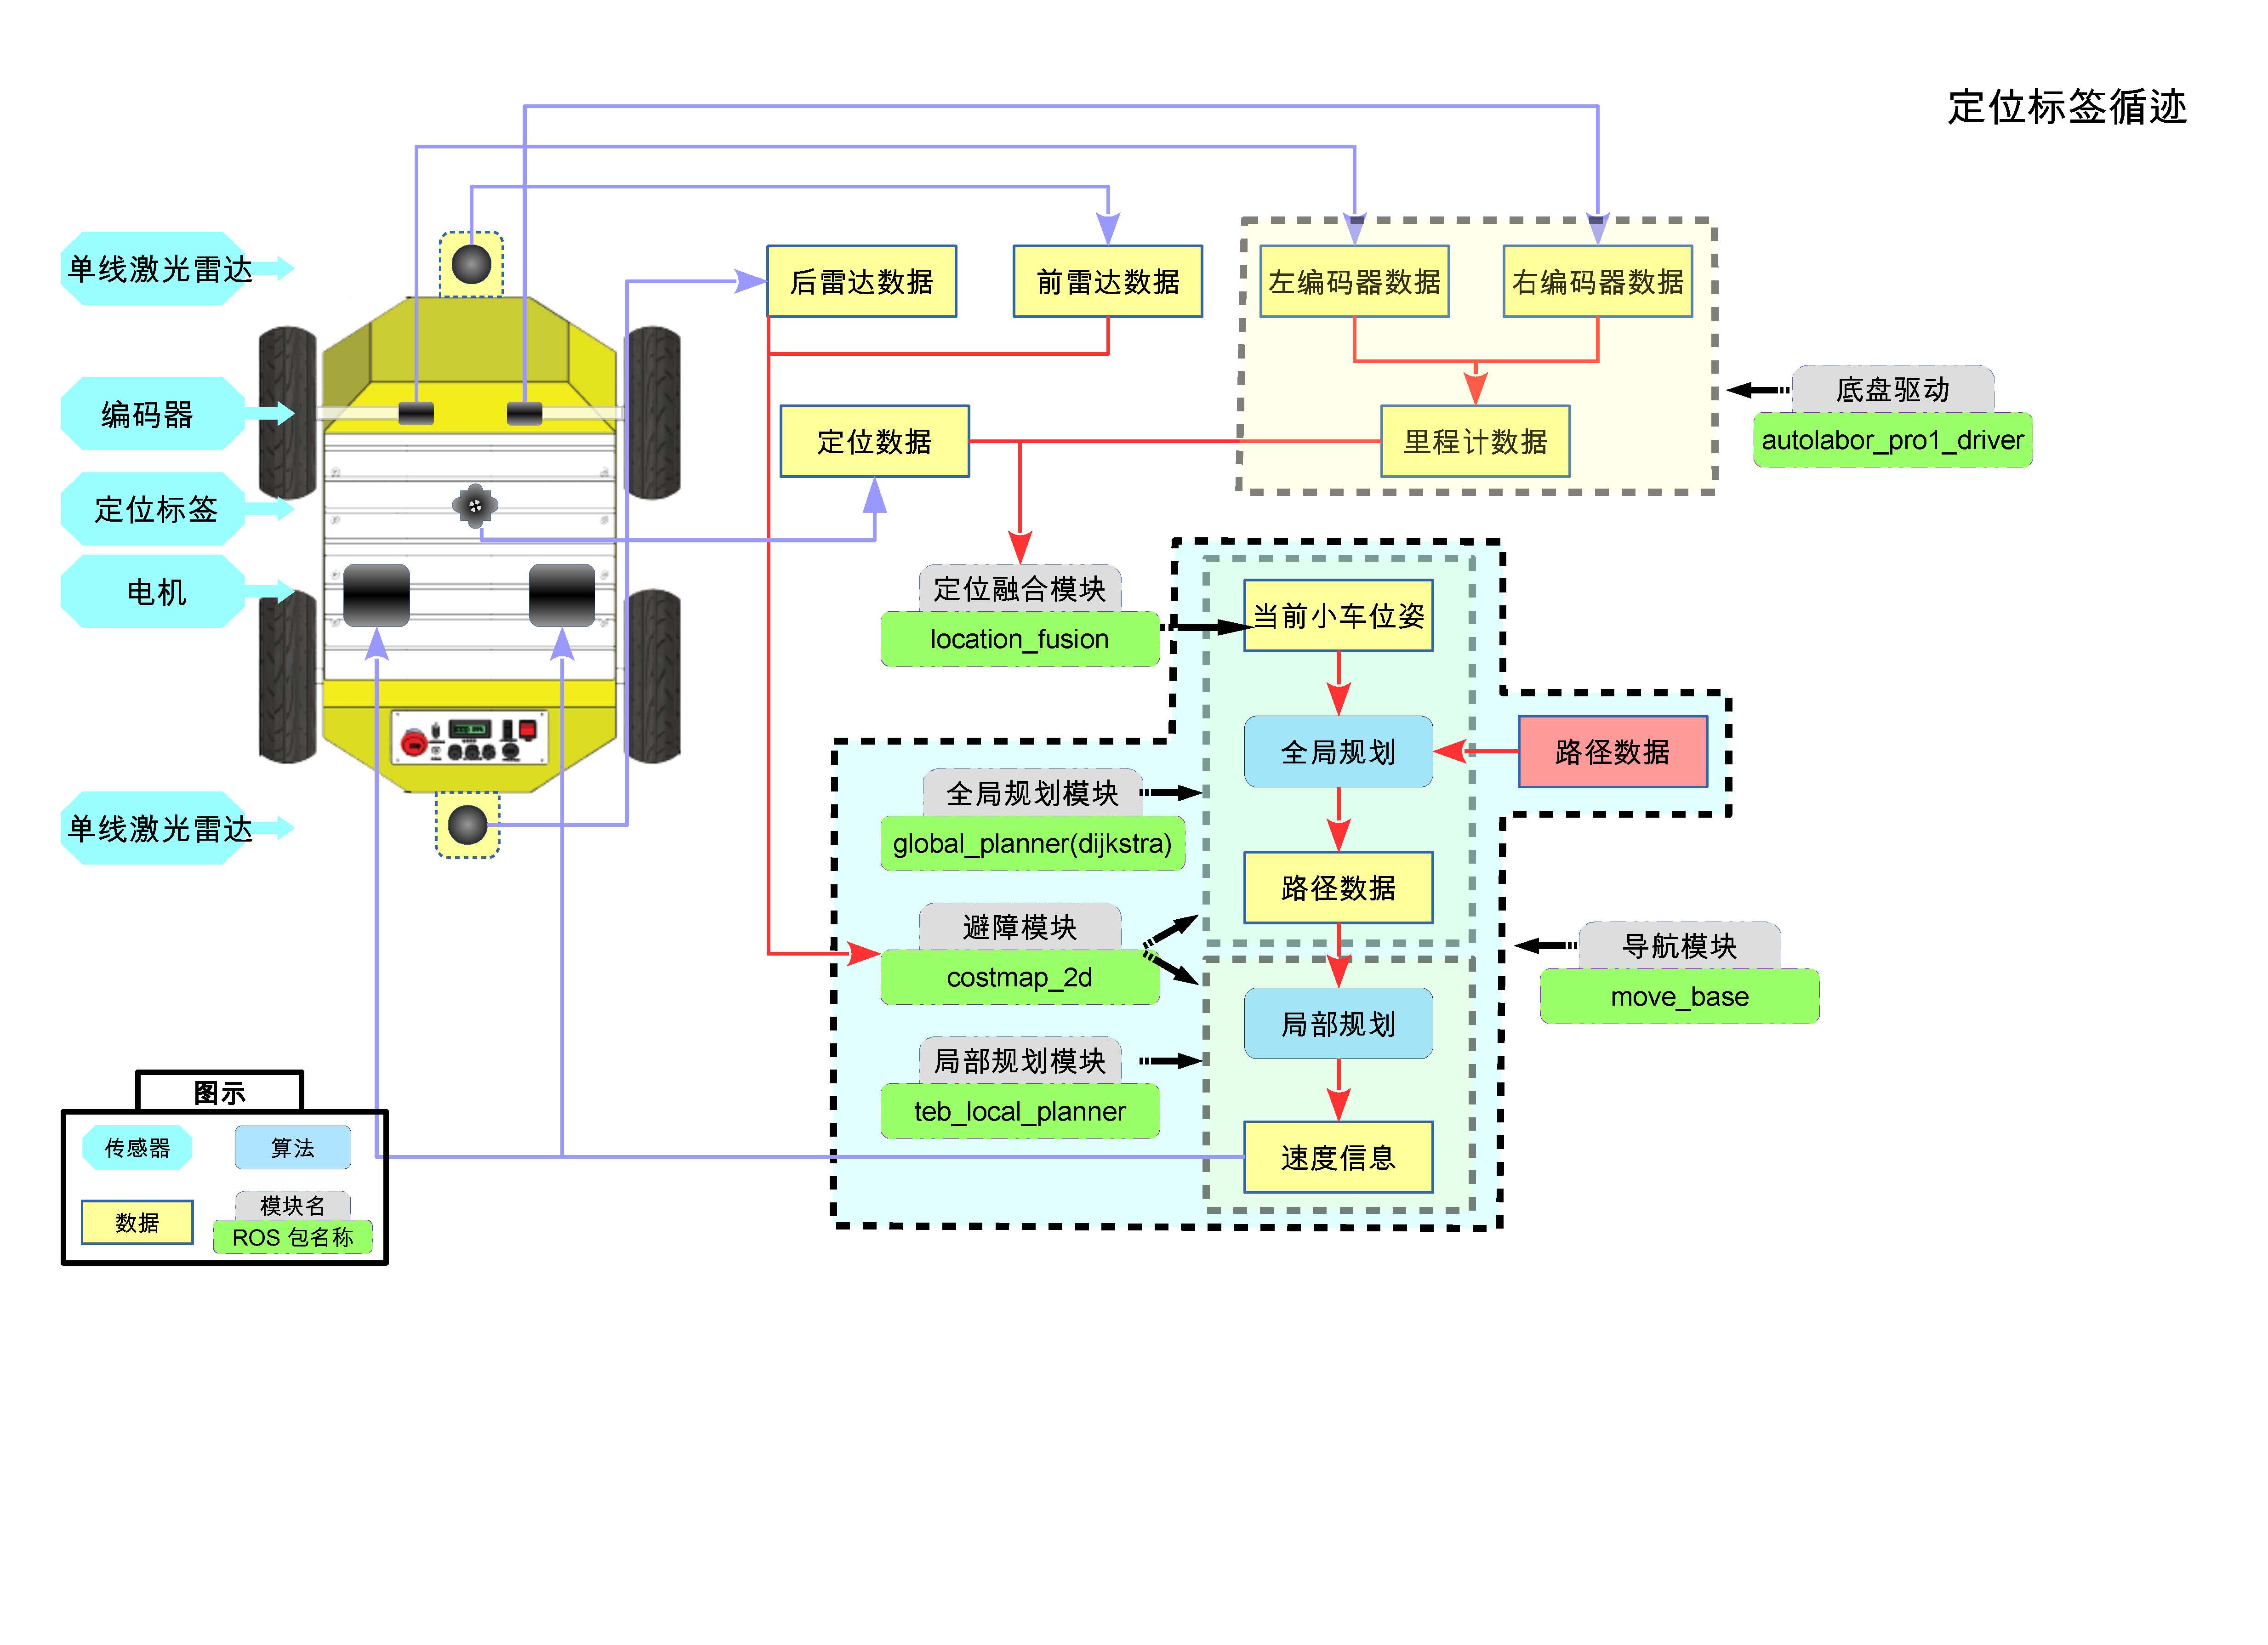 定位标签循迹
单线激光雷达
后雷达数据
前雷达数据
左编码器数据
右编码器数据
底盘驱动
autolabor_pro1_driver
编码器
定位数据
里程计数据
定位标签
电机
定位融合模块
location_fusion
当前小车位姿
全局规划
路径数据
全局规划模块
global_planner(dijkstra)
单线激光雷达
路径数据
避障模块
costmap_2d
导航模块
move_base
局部规划
局部规划模块
teb_local_planner
速度信息
图示
传感器
算法
数据
模块名
ROS 包名称